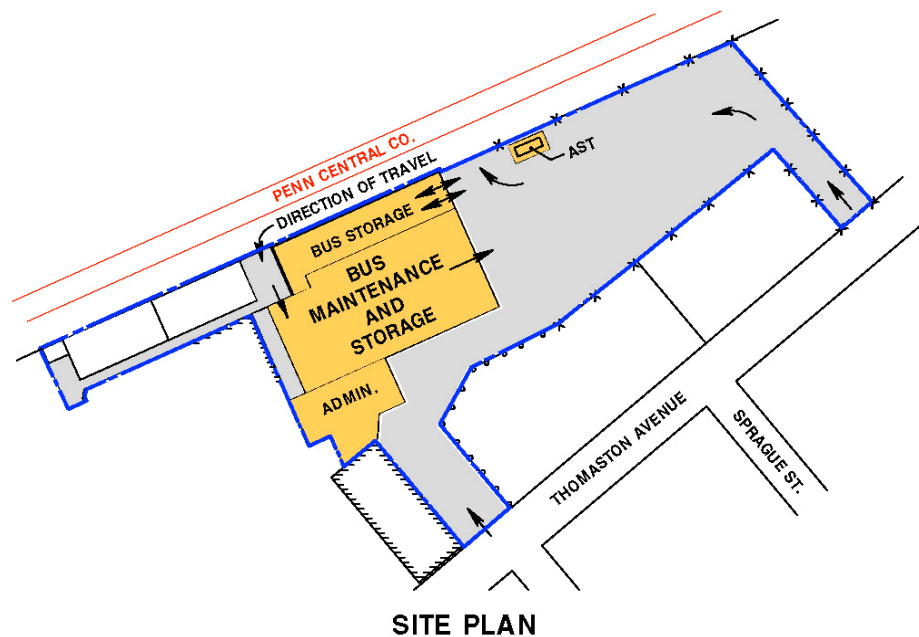 PENN CENTRAL CO.
DIRECTION OF TRAVEL
AST
BUS STORAGE
BUS
MAINTENANCE
AND
STORAGE
ADMIN.
THOMASTON AVENUE
SPRAGUE ST.
SITE PLAN